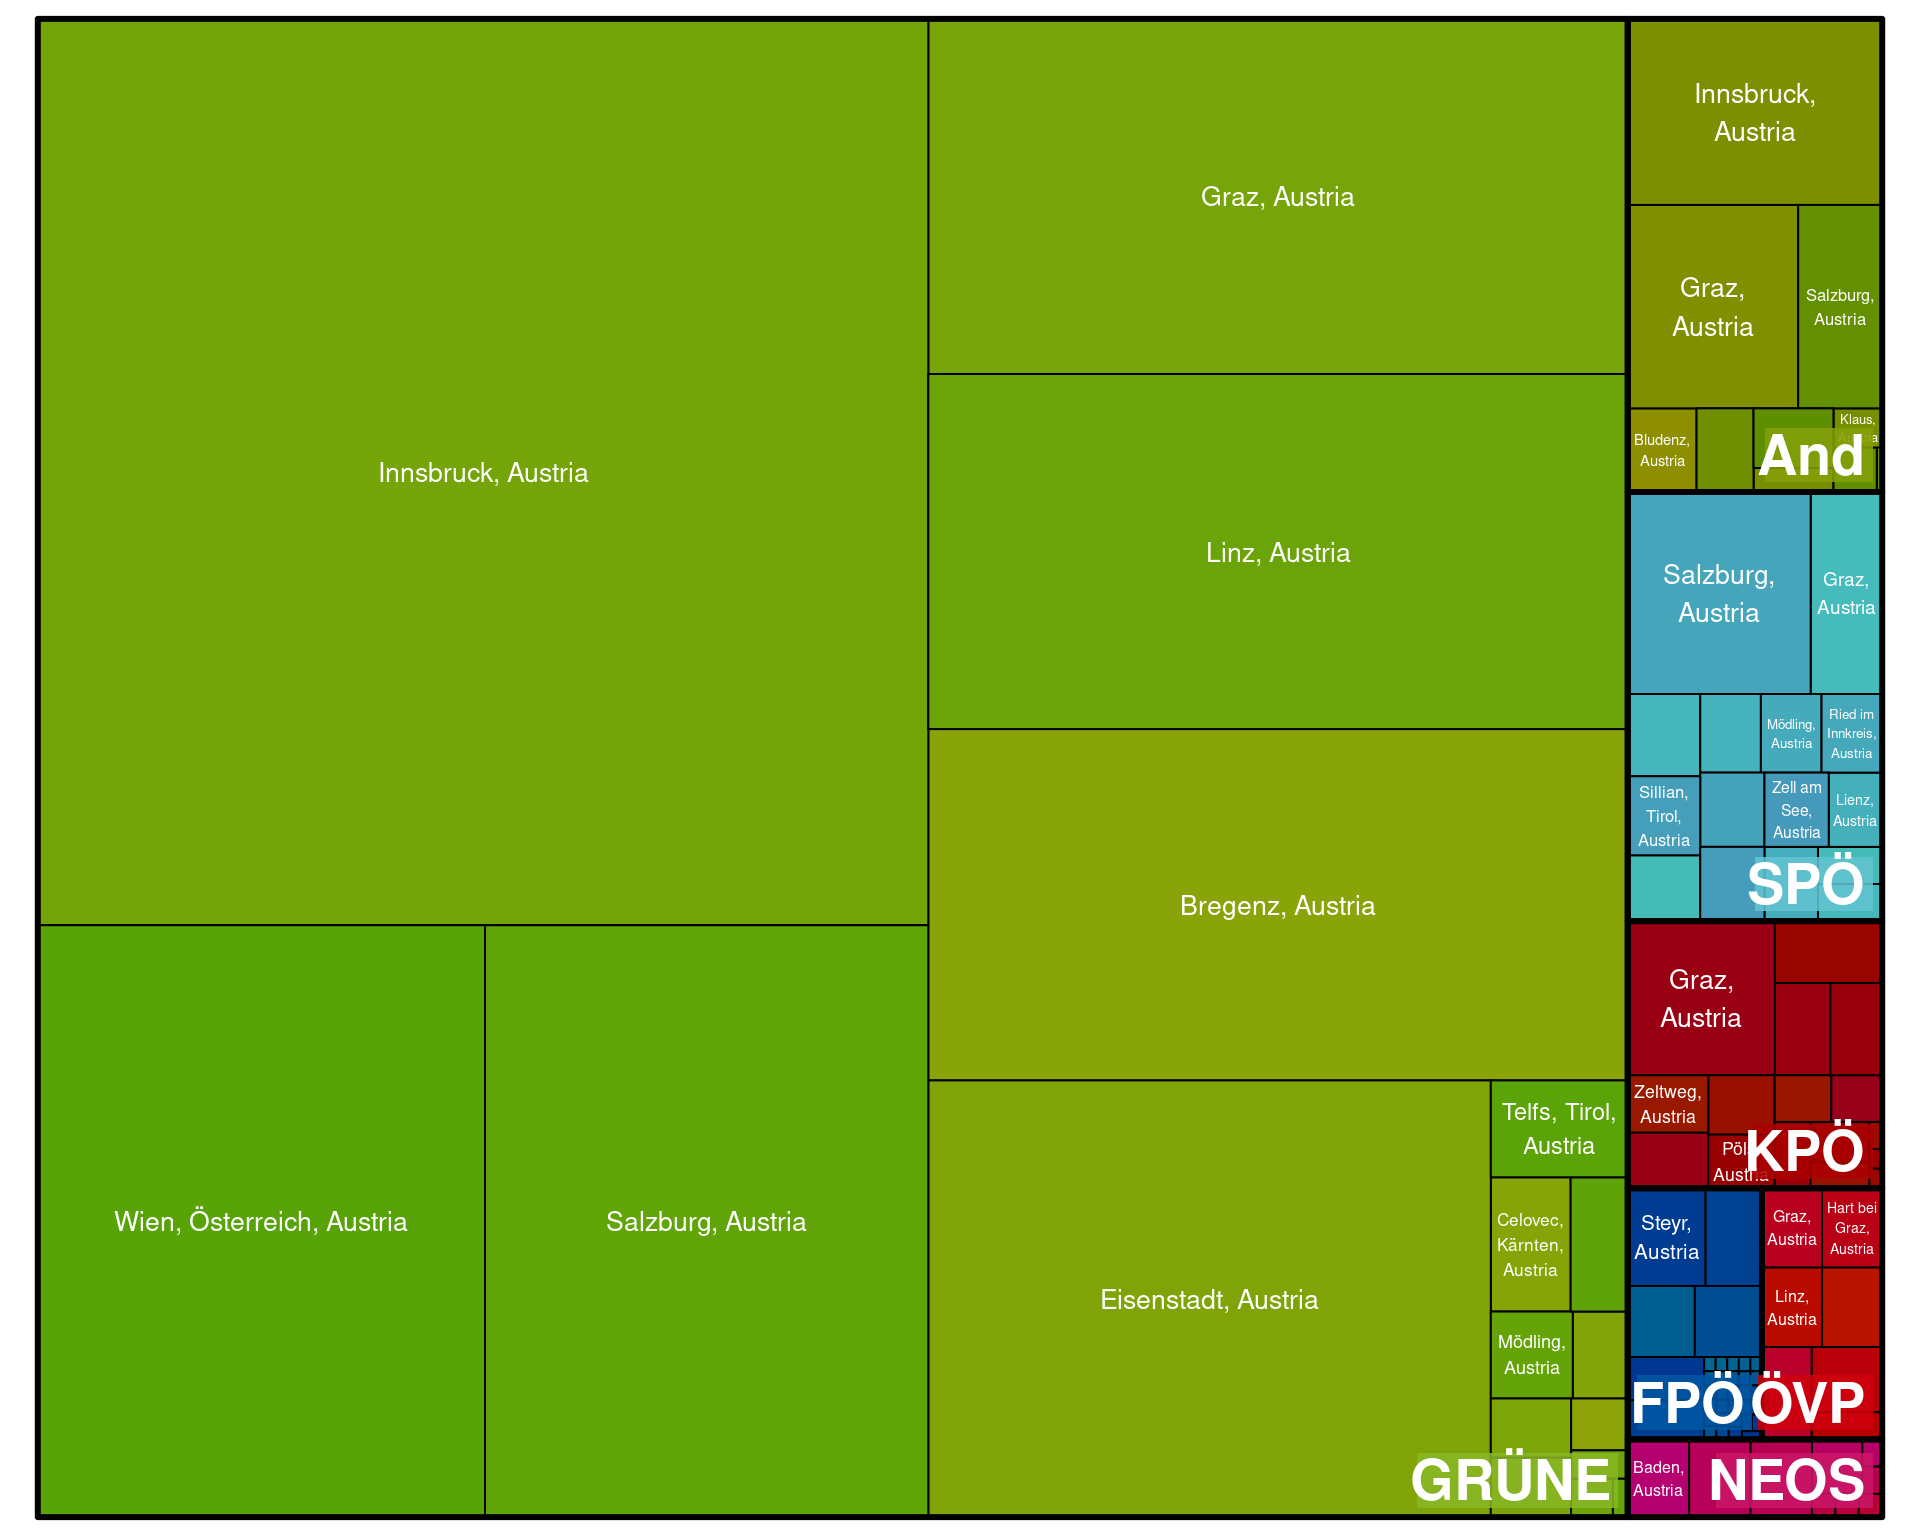 Innsbruck, Austria
Wien, Österreich, Austria
Salzburg, Austria
Graz, Austria
Linz, Austria
Bregenz, Austria
Eisenstadt, Austria
Telfs, Tirol,
Austria
Celovec,
Kärnten,
Austria
Mödling,
Austria
GRÜNE
Innsbruck,
Austria
Graz,
Austria
Salzburg,
Austria
Bludenz,
Austria
Klaus,
And
Salzburg,
Austria
Graz,
Austria
Mödling,
Austria
Ried im
Innkreis,
Austria
Sillian,
Tirol,
Austria
Zell am
See,
Austria
Lienz,
Austria
SPÖ
Graz,
Austria
Zeltweg,
Austria
Austria
KPÖ
Steyr,
Austria
FPÖ
Graz,
Austria
Hart bei
Graz,
Austria
Linz,
Austria
ÖVP
Baden,
Austria
NEOS